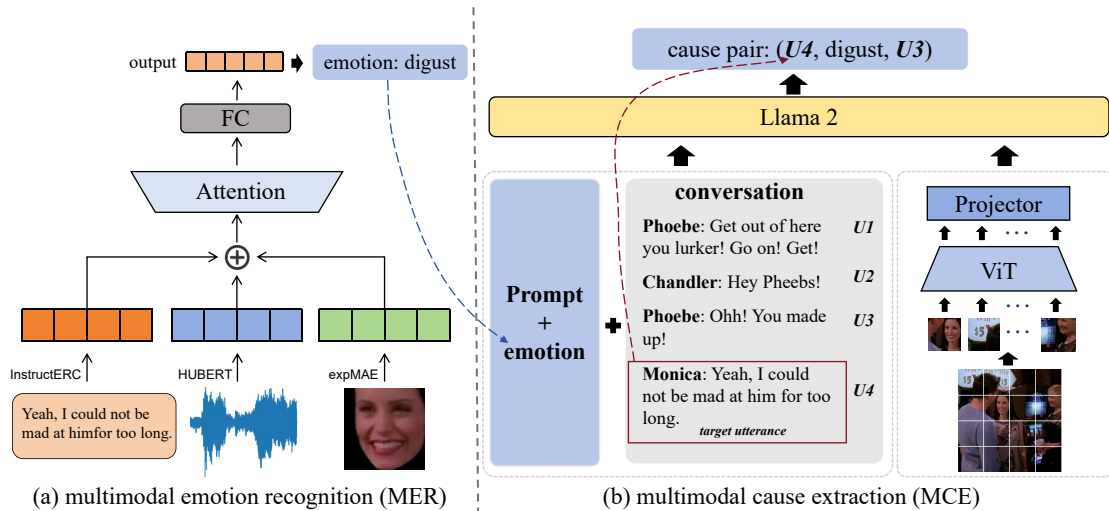 output
emotion: digust
FC
Attention
InstructERC
HUBERT
expMAE
Yeah, I could not be
mad at himfor too long.
(a) multimodal emotion recognition (MER)
cause pair: (U4, digust, U3)
Llama 2
Prompt
+
emotion
conversation
Phoebe: Get out of here
you lurker! Go on! Get!
U1
Chandler: Hey Pheebs!
U2
Phoebe: Ohh! You made
up!
U3
Monica: Yeah, I could
not be mad at him for too
long.
U4
target utterance
Projector
ViT
(b) multimodal cause extraction (MCE)